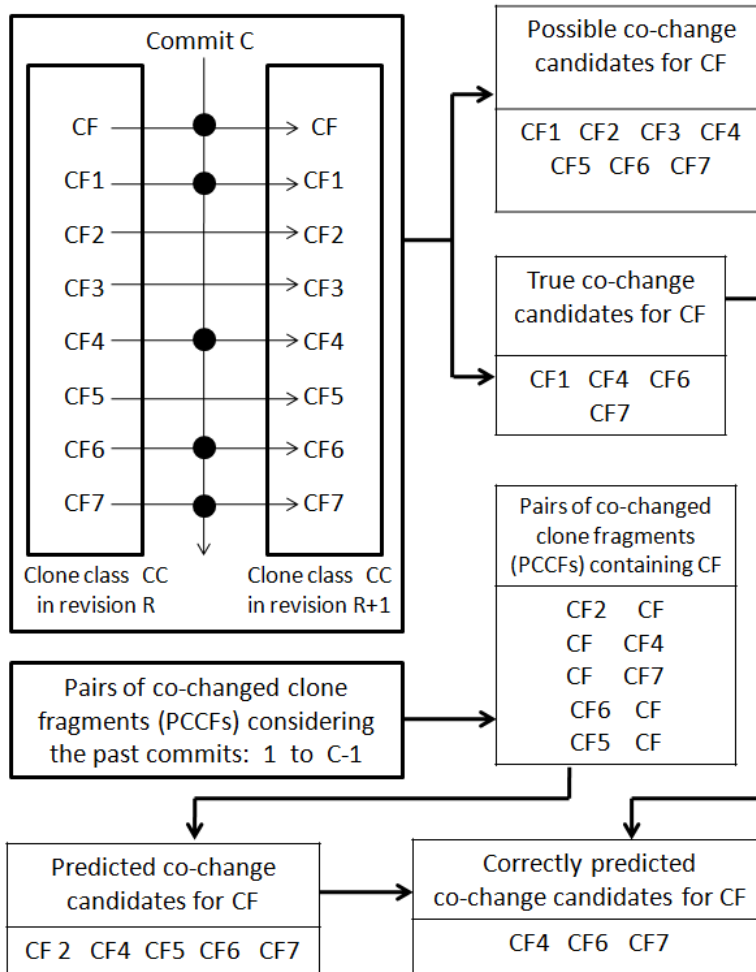 Commit C
CF CF
CF1 CF1
CF2 CF2
CF3 CF3
CF4 CF4
CF5 CF5
CF6 CF6
CF7 CF7
Clone class CC
in revision R
Clone class CC
in revision R+1
Possible co-change
candidates for CF
CF1 CF2 CF3 CF4
CF5 CF6 CF7
True co-change
candidates for CF
CF1 CF4 CF6
CF7
Pairs of co-changed clone
fragments (PCCFs) considering
the past commits: 1 to C-1
Pairs of co-changed
clone fragments
(PCCFs) containing CF
CF2 CF
CF CF4
CF CF7
CF6 CF
CF5 CF
Predicted co-change
candidates for CF
CF 2 CF4 CF5 CF6 CF7
Correctly predicted
co-change candidates for CF
CF4 CF6 CF7